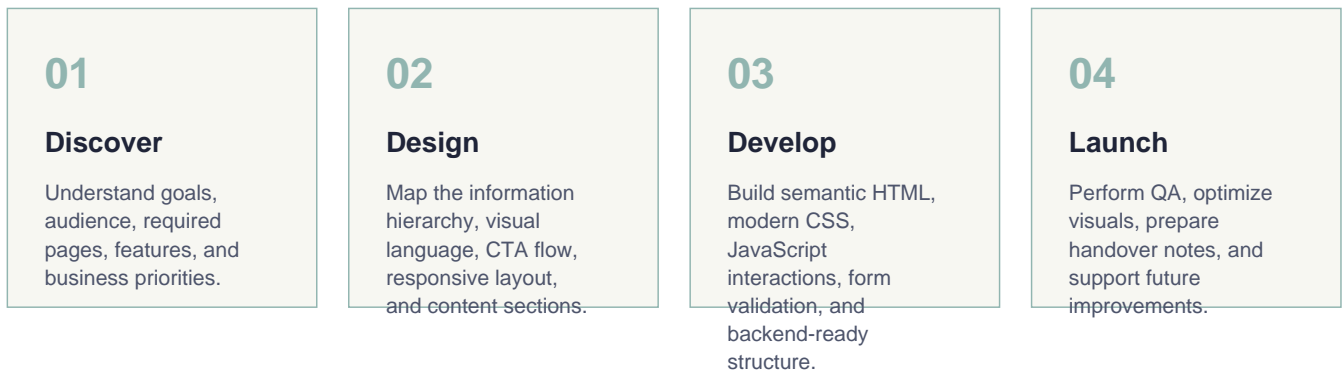 01
Discover
Understand goals,
audience, required
pages, features, and
business priorities.
02
Design
Map the information
hierarchy, visual
language, CTA flow,
responsive layout,
and content sections.
03
Develop
Build semantic HTML,
modern CSS,
JavaScript
interactions, form
validation, and
backend-ready
structure.
04
Launch
Perform QA, optimize
visuals, prepare
handover notes, and
support future
improvements.